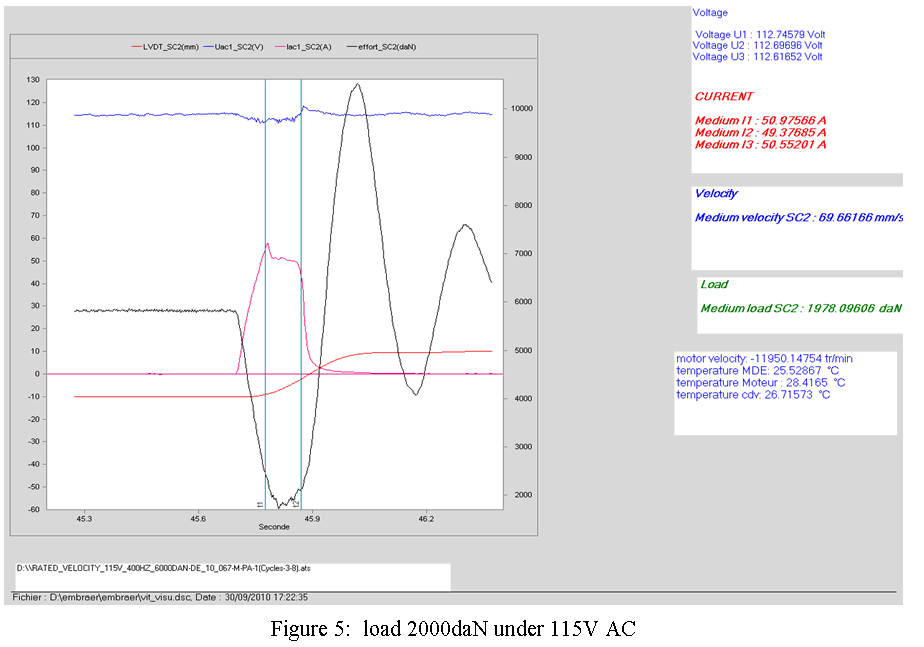 LVDT_SC2(mm) Uac1_SC2(V) Iac1_SC2(A) effort_SC2(daN)
130
120
110
100
90
80
70
60
50
40
30
20
10
0
-10
-20
-30
-40
-50
-60
10000
9000
8000
7000
6000
5000
4000
3000
2000
t1 t2
45.3 45.6 45.9 46.2
Seconde
Voltage
Voltage U1 : 112.74579 Volt
Voltage U2 : 112.69696 Volt
Voltage U3 : 112.61652 Volt
CURRENT
Medium I1 : 50.97566 A
Medium I2 : 49.37685 A
Medium I3 : 50.55201 A
Velocity
Medium velocity SC2 : 69.66166 mm/s
Load
Medium load SC2 : 1978.09606 daN
motor velocity: -11950.14754 tr/min
temperature MDE: 25.52867 °C
temperature Moteur : 28.4165 °C
temperature cdv: 26.71573 °C
D:\\RATED_VELOCITY_115V_400HZ_6000DAN-DE_10_067-M-PA-1(Cycles-3-8).ats
Fichier : D:\embraer\embraer\vit_visu.dsc, Date : 30/09/2010 17:22:35
Figure 5: load 2000daN under 115V AC